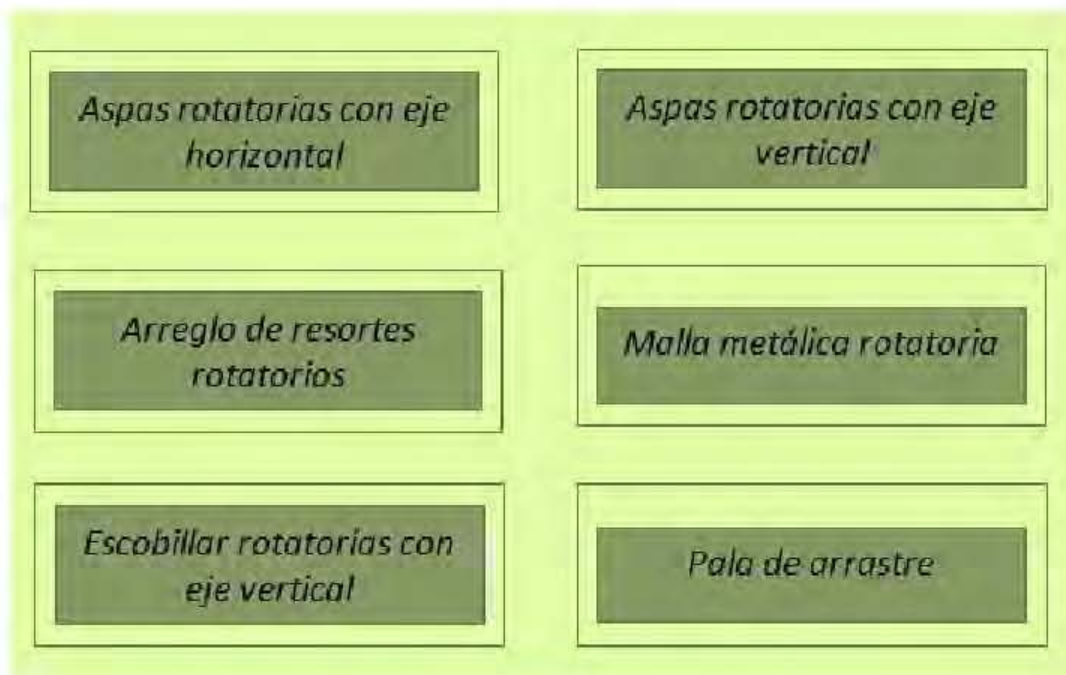 Aspas rotatorias con eje
horizontal
Aspas rotatorias con eje
vertical
Arreglo de resortes
rotatorios
Malla metálica rotatoria
Escobillar rotatorias con
eje vertical
Pala de arrastre